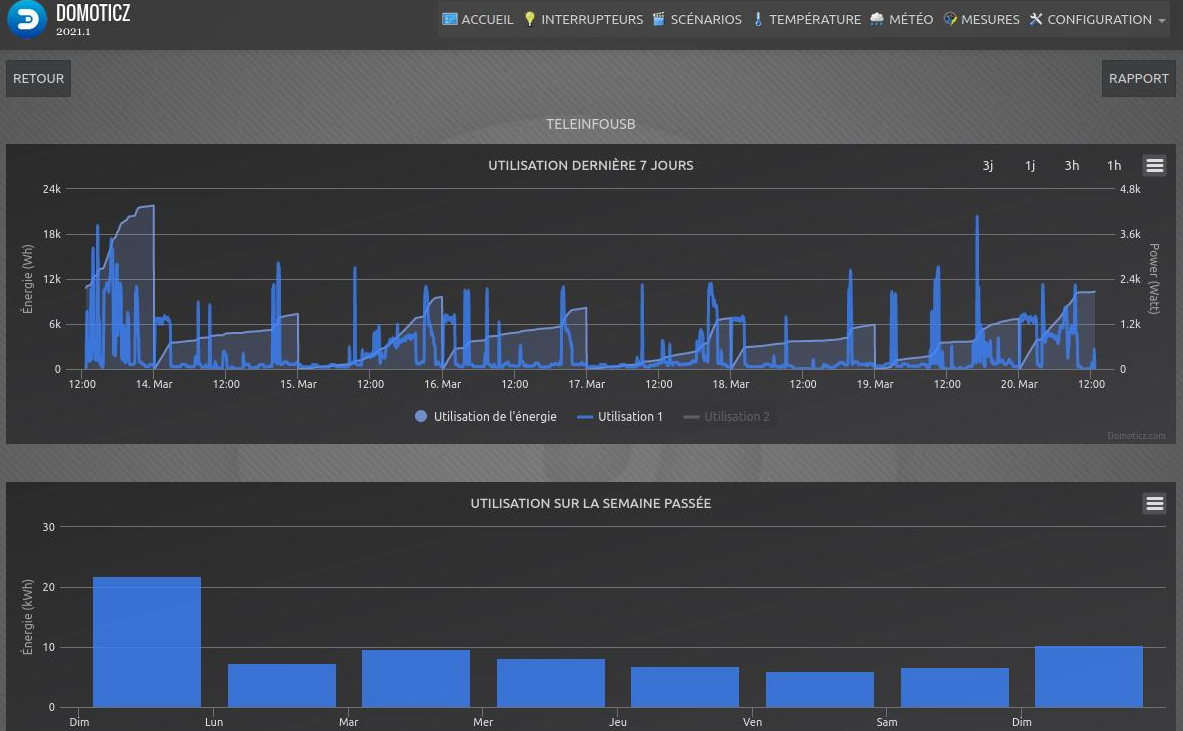 DOMOTICZ
2021.1
ACCUEIL INTERRUPTEURS SCÉNARIOS TEMPÉRATURE MÉTÉO MESURES CONFIGURATION
RETOUR
RAPPORT
TELEINFOUSB
UTILISATION DERNIÈRE 7 JOURS
3j 1j 3h 1h
24k 4.8k
18k 3.6k
12k 2.4k
6k 1.2k
0 0
Énergie (Wh)
Power (Watt)
12:00 14. Mar 12:00 15. Mar 12:00 16. Mar 12:00 17. Mar 12:00 18. Mar 12:00 19. Mar 12:00 20. Mar 12:00
Utilisation de l'énergie Utilisation 1 Utilisation 2
Domoticz.com
UTILISATION SUR LA SEMAINE PASSÉE
30
20
10
0
Énergie (kWh)
Dim Lun Mar Mer Jeu Ven Sam Dim